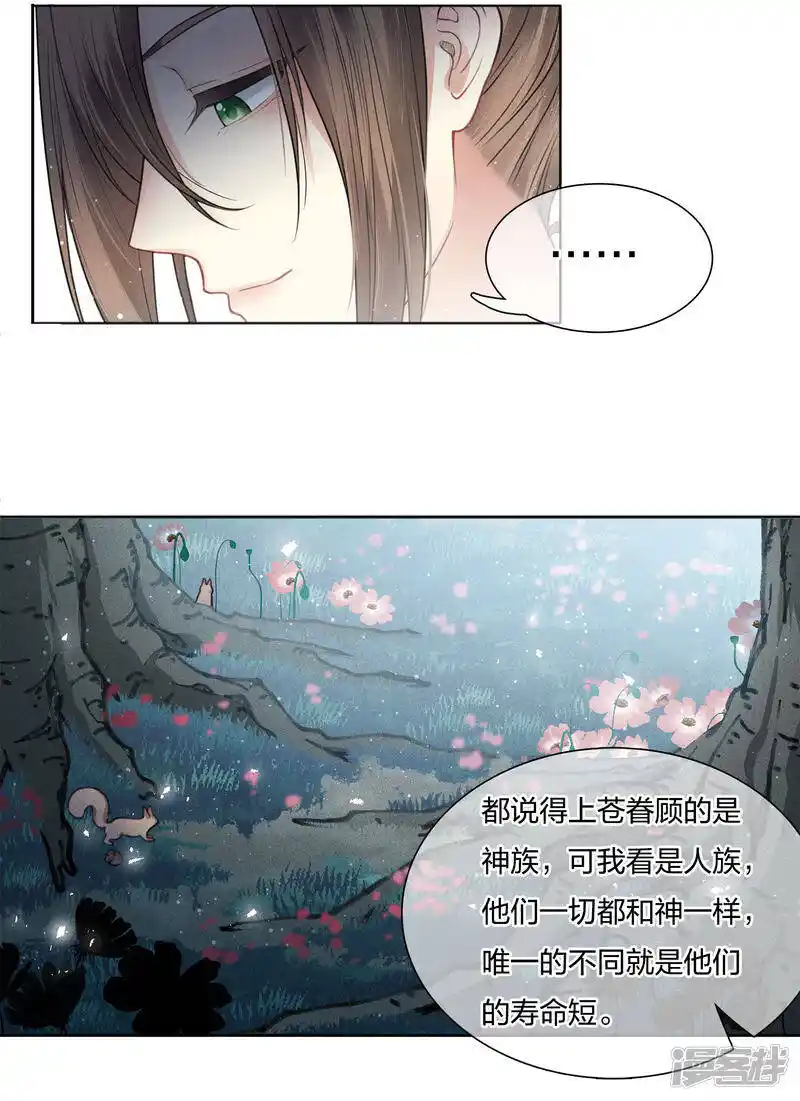 ……
都说得上苍眷顾的是
神族，可我看是人族，
他们一切都和神一样，
唯一的不同就是他们
的寿命短。
漫客栈